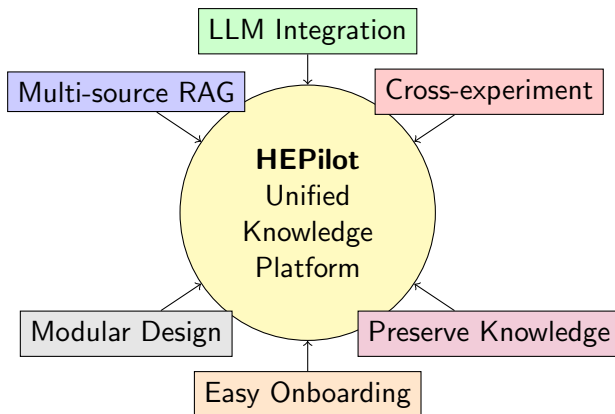 LLM Integration
Multi-source RAG
Cross-experiment
HEPilot
Unified
Knowledge
Platform
Modular Design
Preserve Knowledge
Easy Onboarding